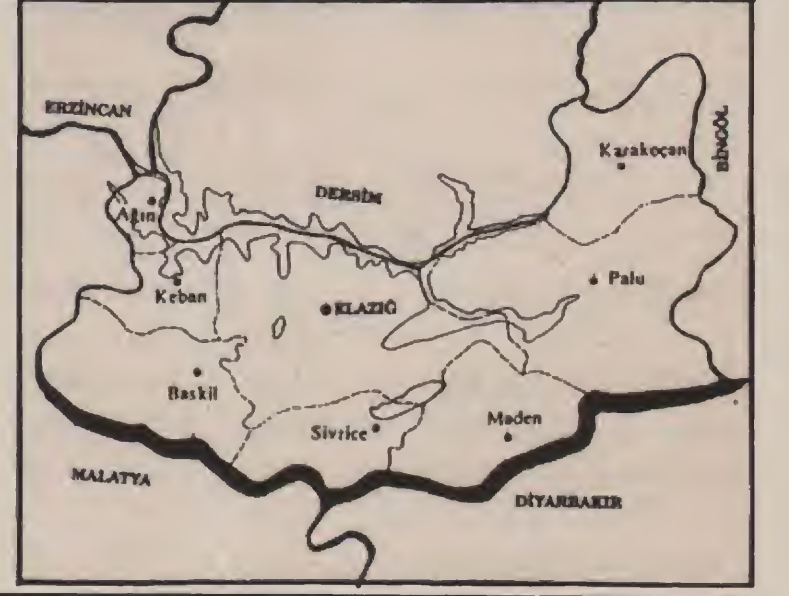 ERZİNCAN
BİNGÖL
Karakoçan
DERSİM
Ağın
Palu
Keban
ELAZIĞ
Baskil
Sivrice
Maden
MALATYA
DİYARBAKIR